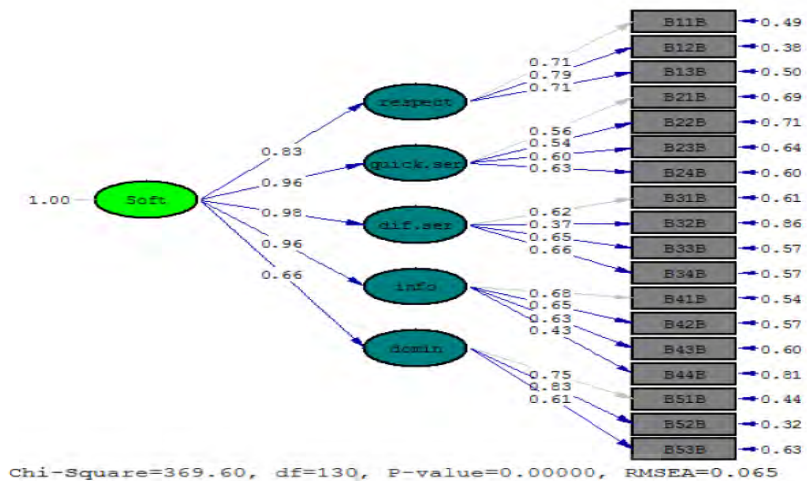 B11B 0.49
0.71
B12B 0.38
0.79
B13B 0.50
0.71
respect
B21B 0.69
0.56
B22B 0.71
0.54
B23B 0.64
0.60
B24B 0.60
0.63
0.83
quick.ser
0.96
1.00 Soft
B31B 0.61
0.62
B32B 0.86
0.37
B33B 0.57
0.65
B34B 0.57
0.66
0.98
dif.ser
0.96
B41B 0.54
0.68
B42B 0.57
0.65
B43B 0.60
0.63
B44B 0.81
0.43
info
0.66
domin
B51B 0.44
0.75
B52B 0.32
0.83
B53B 0.63
0.61
Chi-Square=369.60, df=130, P-value=0.00000, RMSEA=0.065